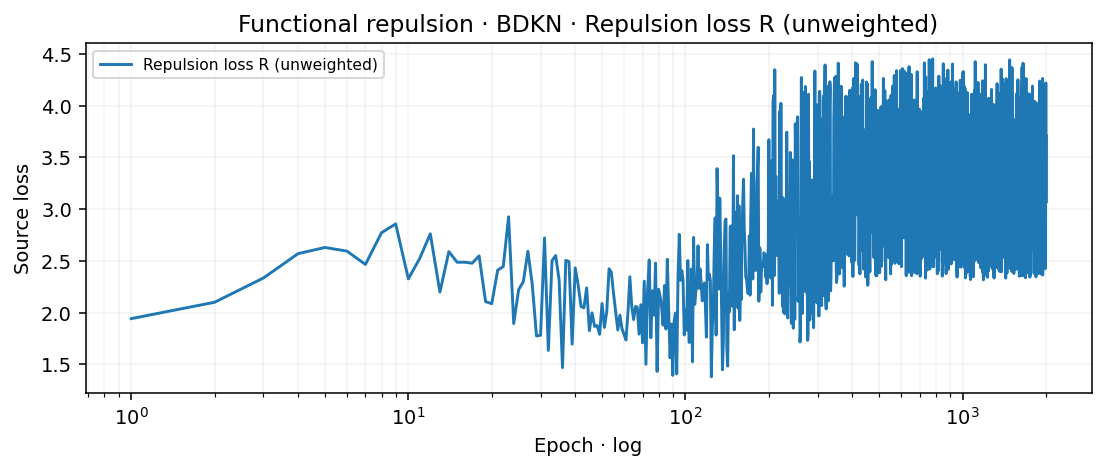 Functional repulsion · BDKN · Repulsion loss R (unweighted)
Repulsion loss R (unweighted)
Source loss
4.5
4.0
3.5
3.0
2.5
2.0
1.5
10⁰
10¹
10²
10³
Epoch · log